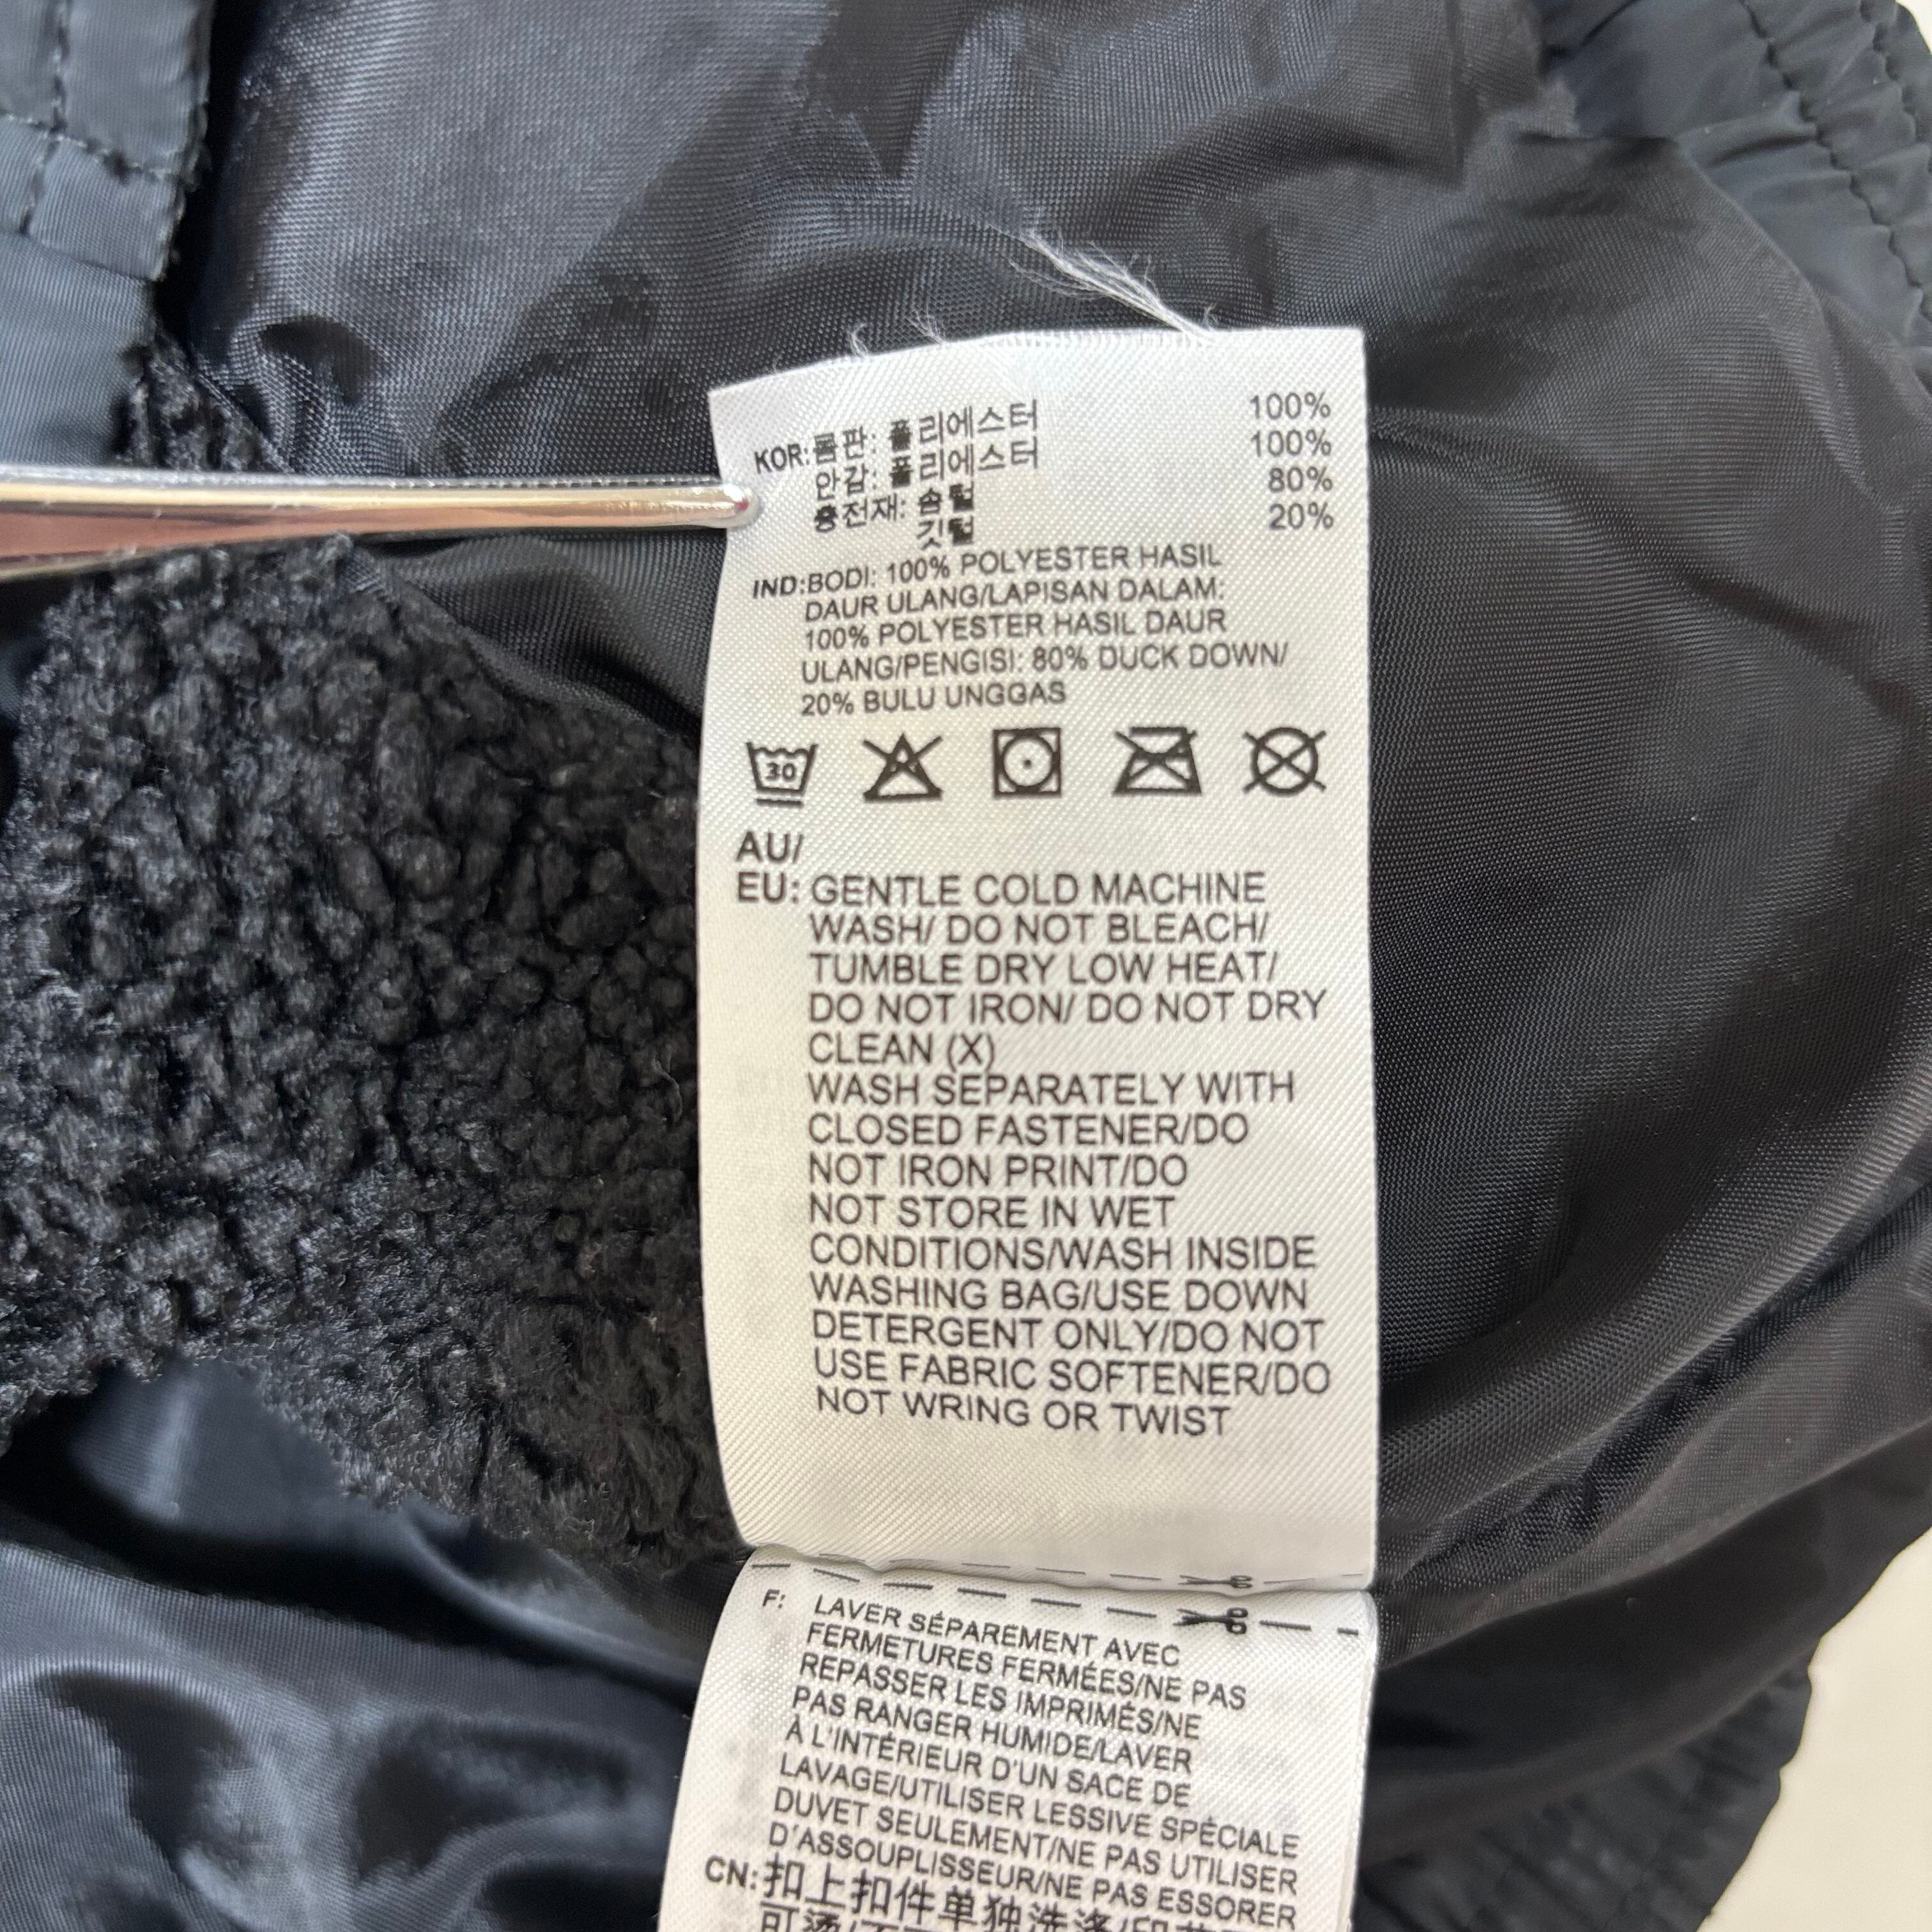 KOR:몸판: 폴리에스터 100%
안감: 폴리에스터 100%
충전재: 솜털 80%
깃털 20%
IND:BODI: 100% POLYESTER HASIL
DAUR ULANG/LAPISAN DALAM:
100% POLYESTER HASIL DAUR
ULANG/PENGISI: 80% DUCK DOWN/
20% BULU UNGGAS
30
AU/
EU: GENTLE COLD MACHINE
WASH/ DO NOT BLEACH/
TUMBLE DRY LOW HEAT/
DO NOT IRON/ DO NOT DRY
CLEAN (X)
WASH SEPARATELY WITH
CLOSED FASTENER/DO
NOT IRON PRINT/DO
NOT STORE IN WET
CONDITIONS/WASH INSIDE
WASHING BAG/USE DOWN
DETERGENT ONLY/DO NOT
USE FABRIC SOFTENER/DO
NOT WRING OR TWIST
F: LAVER SÉPAREMENT AVEC
FERMETURES FERMÉES/NE PAS
REPASSER LES IMPRIMÉS/NE
PAS RANGER HUMIDE/LAVER
À L'INTÉRIEUR D'UN SACE DE
LAVAGE/UTILISER LESSIVE SPÉCIALE
DUVET SEULEMENT/NE PAS UTILISER
D'ASSOUPLISSEUR/NE PAS ESSORER
CN:扣上扣件单独洗涤/印花